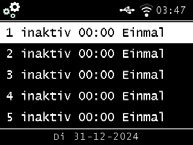 03:47
1 inaktiv 00:00 Einmal
2 inaktiv 00:00 Einmal
3 inaktiv 00:00 Einmal
4 inaktiv 00:00 Einmal
5 inaktiv 00:00 Einmal
Di 31-12-2024